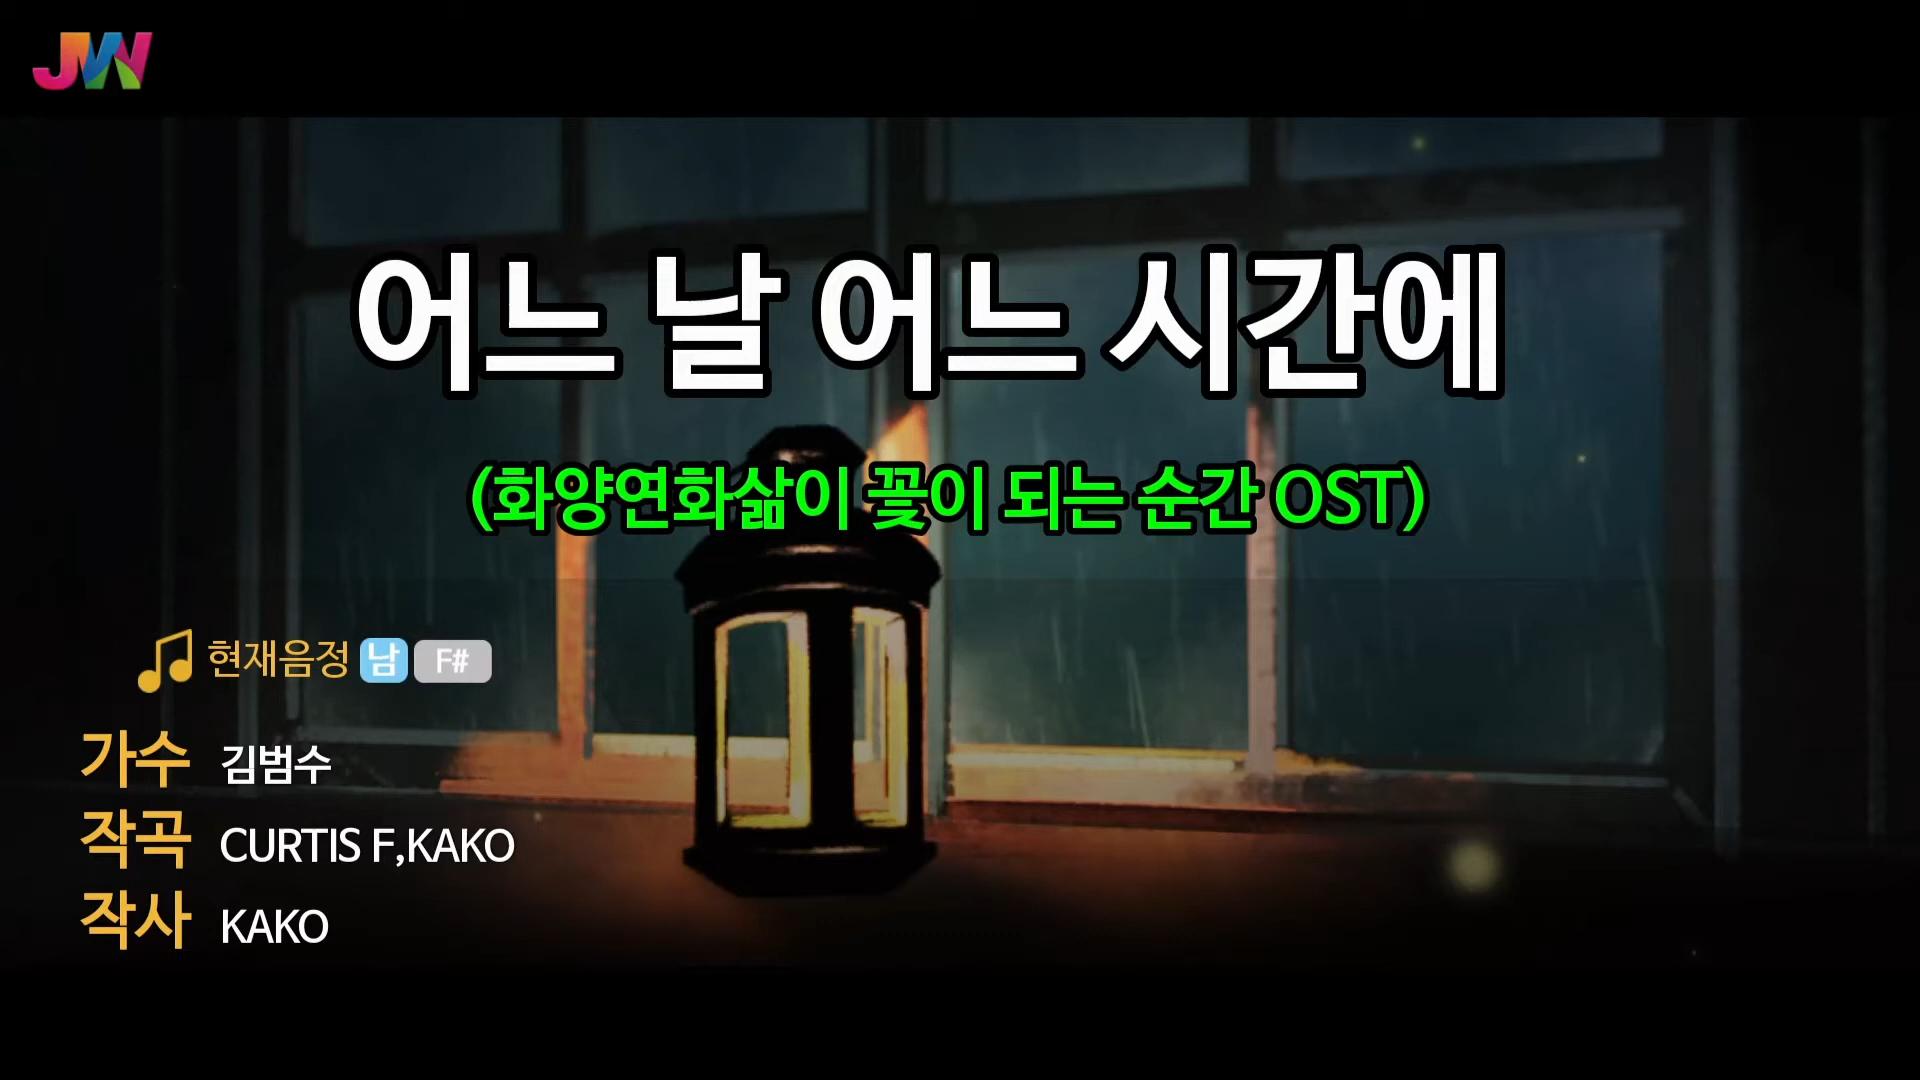 JW
어느 날 어느 시간에
(화양연화삶이 꽃이 되는 순간 OST)
현재음정 남 F#
가수 김범수
작곡 CURTIS F,KAKO
작사 KAKO